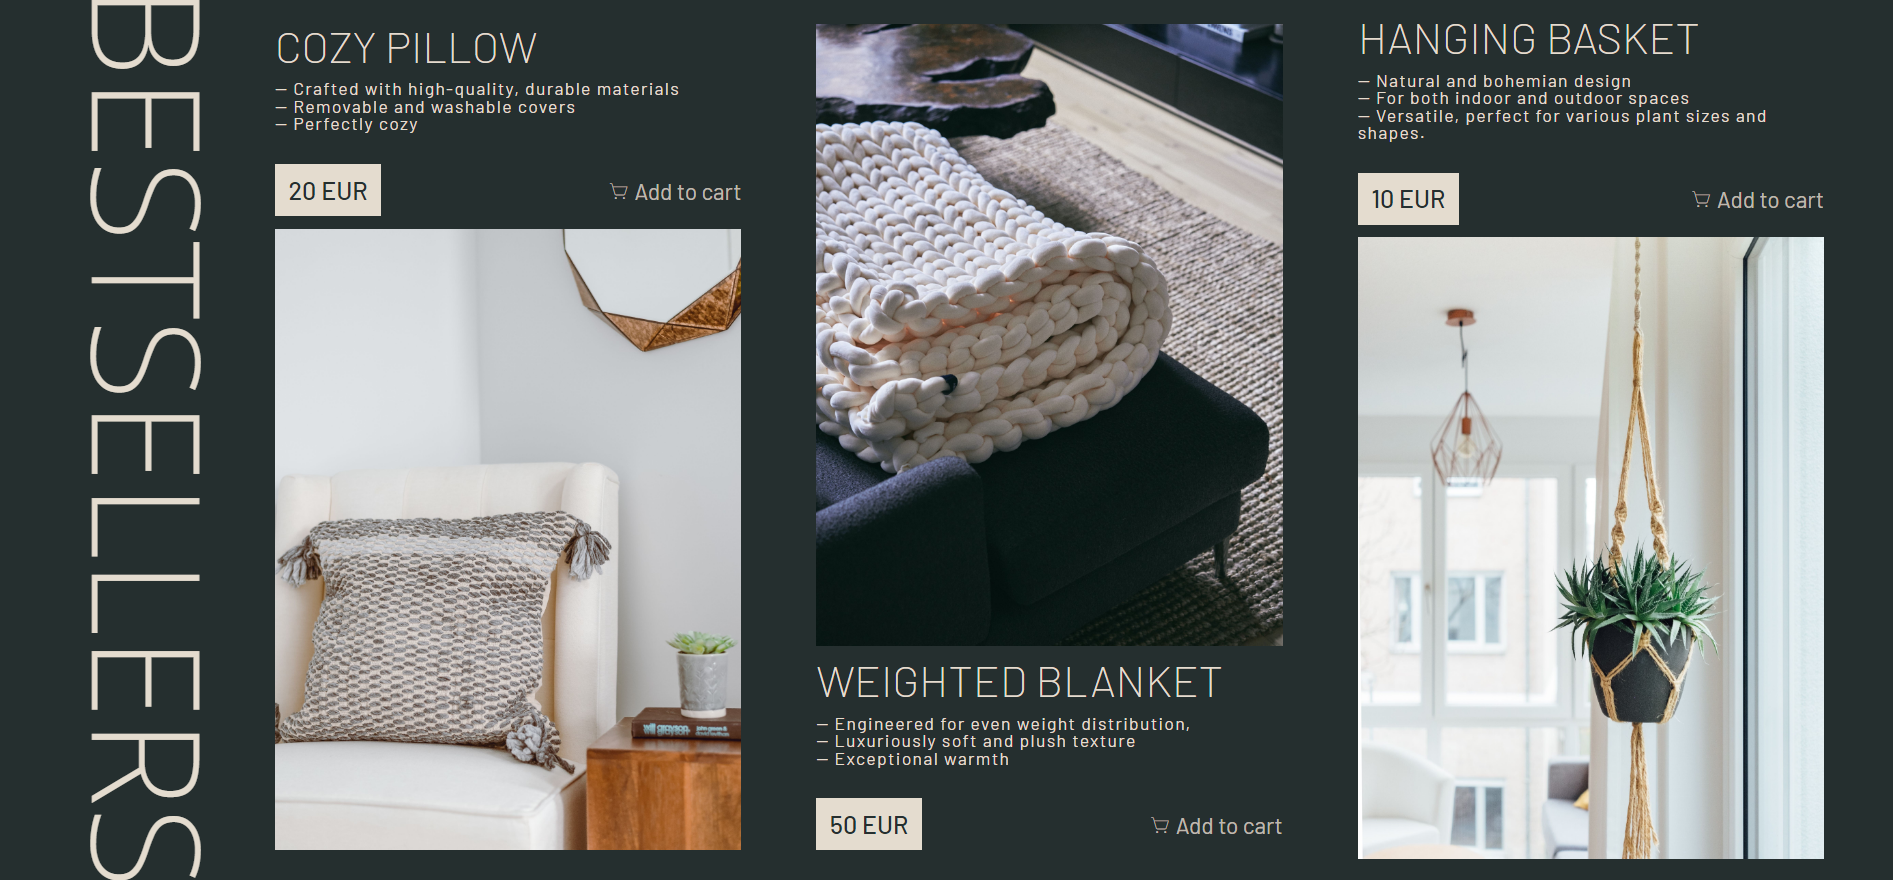 BESTSELLERS
COZY PILLOW
– Crafted with high-quality, durable materials
– Removable and washable covers
– Perfectly cozy
20 EUR
Add to cart
will grayson,
WEIGHTED BLANKET
– Engineered for even weight distribution,
– Luxuriously soft and plush texture
– Exceptional warmth
50 EUR
Add to cart
HANGING BASKET
– Natural and bohemian design
– For both indoor and outdoor spaces
– Versatile, perfect for various plant sizes and
shapes.
10 EUR
Add to cart